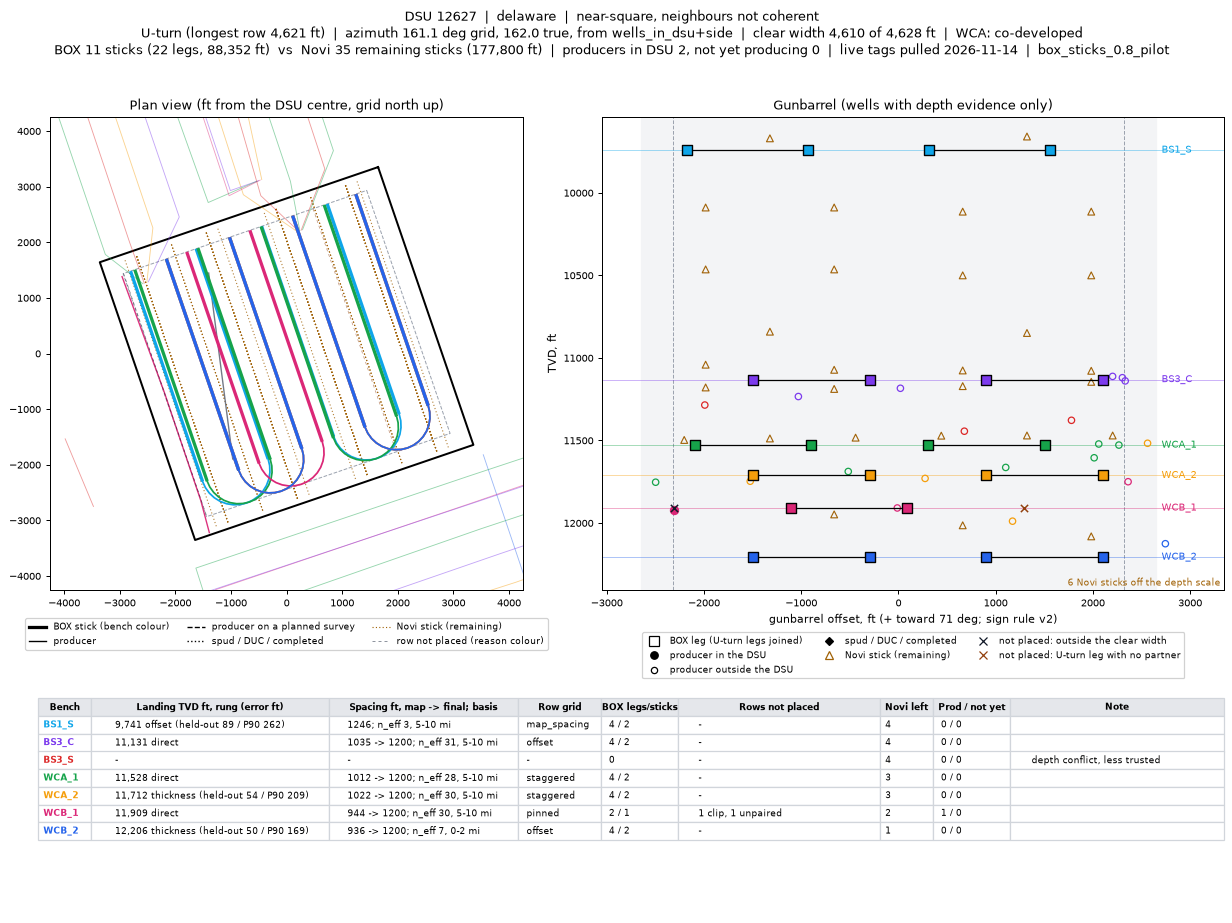 DSU 12627 | delaware | near-square, neighbours not coherent
U-turn (longest row 4,621 ft) | azimuth 161.1 deg grid, 162.0 true, from wells_in_dsu+side | clear width 4,610 of 4,628 ft | WCA: co-developed
BOX 11 sticks (22 legs, 88,352 ft) vs Novi 35 remaining sticks (177,800 ft) | producers in DSU 2, not yet producing 0 | live tags pulled 2026-11-14 | box_sticks_0.8_pilot
Plan view (ft from the DSU centre, grid north up)
4000
3000
2000
1000
0
−1000
−2000
−3000
−4000
−4000 −3000 −2000 −1000 0 1000 2000 3000 4000
BOX stick (bench colour)
producer
producer on a planned survey
spud / DUC / completed
Novi stick (remaining)
row not placed (reason colour)
Gunbarrel (wells with depth evidence only)
TVD, ft
10000
10500
11000
11500
12000
BS1_S
BS3_C
WCA_1
WCA_2
WCB_1
WCB_2
6 Novi sticks off the depth scale
−3000 −2000 −1000 0 1000 2000 3000
gunbarrel offset, ft (+ toward 71 deg; sign rule v2)
BOX leg (U-turn legs joined)
producer in the DSU
producer outside the DSU
spud / DUC / completed
Novi stick (remaining)
not placed: outside the clear width
not placed: U-turn leg with no partner
Bench Landing TVD ft, rung (error ft) Spacing ft, map -> final; basis Row grid BOX legs/sticks Rows not placed Novi left Prod / not yet Note
BS1_S 9,741 offset (held-out 89 / P90 262) 1246; n_eff 3, 5-10 mi map_spacing 4 / 2 - 4 0 / 0
BS3_C 11,131 direct 1035 -> 1200; n_eff 31, 5-10 mi offset 4 / 2 - 4 0 / 0
BS3_S - - - 0 - 4 0 / 0 depth conflict, less trusted
WCA_1 11,528 direct 1012 -> 1200; n_eff 28, 5-10 mi staggered 4 / 2 - 3 0 / 0
WCA_2 11,712 thickness (held-out 54 / P90 209) 1022 -> 1200; n_eff 30, 5-10 mi staggered 4 / 2 - 3 0 / 0
WCB_1 11,909 direct 944 -> 1200; n_eff 30, 5-10 mi pinned 2 / 1 1 clip, 1 unpaired 2 1 / 0
WCB_2 12,206 thickness (held-out 50 / P90 169) 936 -> 1200; n_eff 7, 0-2 mi offset 4 / 2 - 1 0 / 0